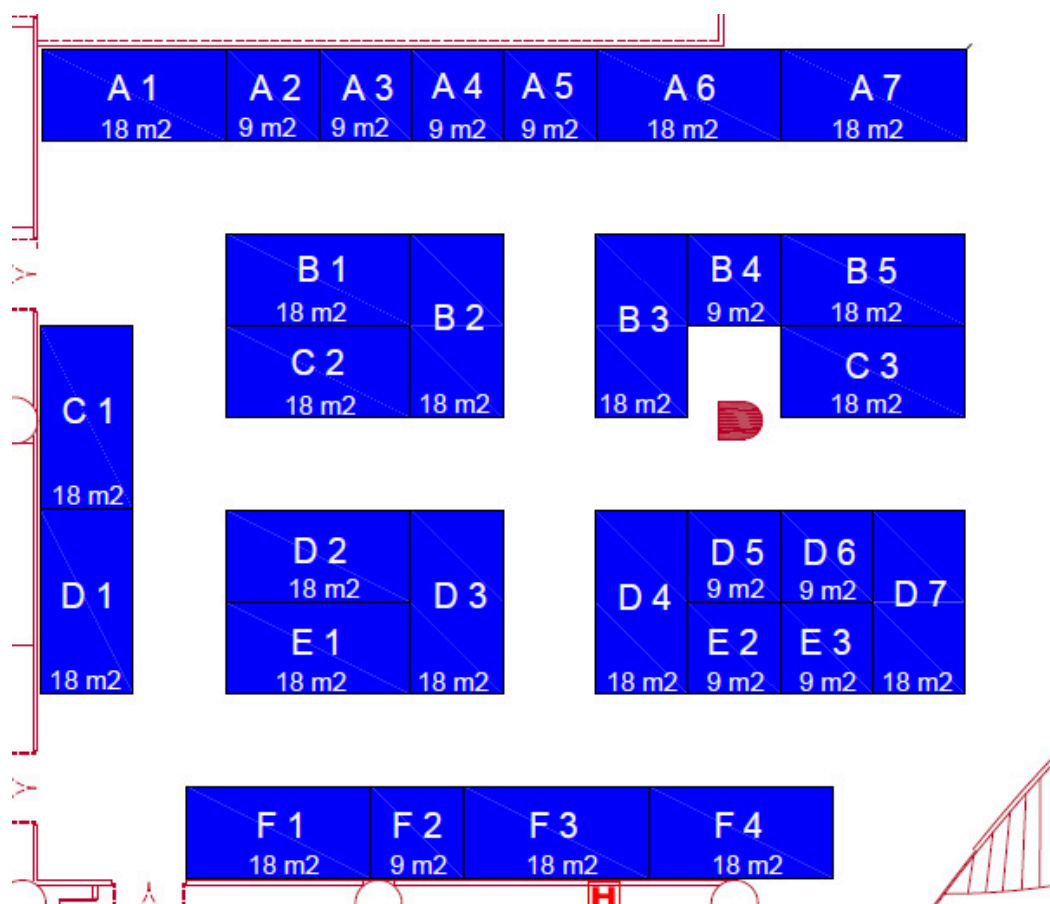 A 1
18 m2
A 2
9 m2
A 3
9 m2
A 4
9 m2
A 5
9 m2
A 6
18 m2
A 7
18 m2
B 1
18 m2
B 2
18 m2
C 2
18 m2
B 3
18 m2
B 4
9 m2
B 5
18 m2
C 3
18 m2
C 1
18 m2
D 1
18 m2
D 2
18 m2
D 3
18 m2
E 1
18 m2
D 4
18 m2
D 5
9 m2
D 6
9 m2
D 7
18 m2
E 2
9 m2
E 3
9 m2
F 1
18 m2
F 2
9 m2
F 3
18 m2
F 4
18 m2
H